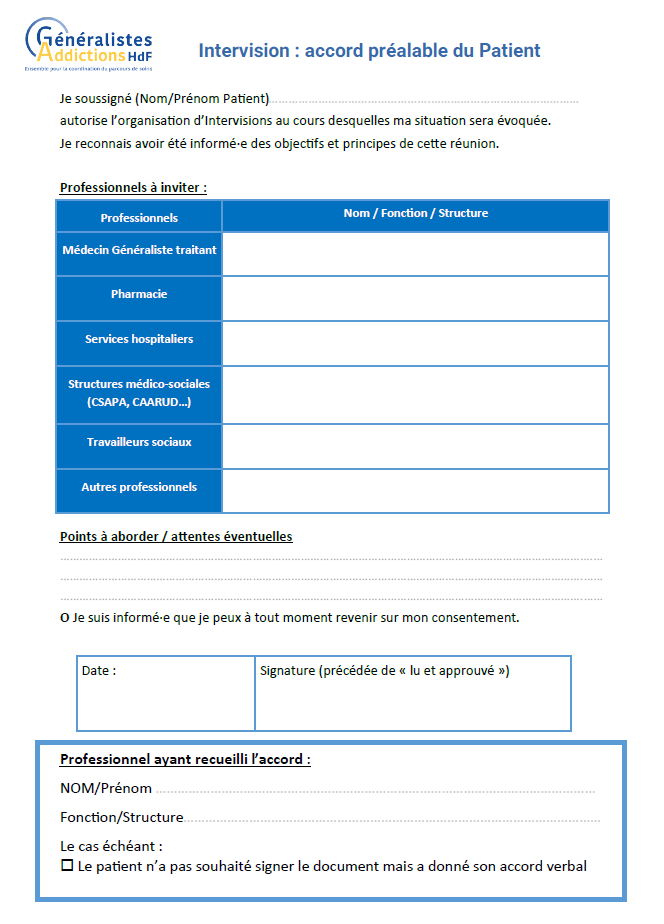 Généralistes
Addictions HdF
Ensemble pour la coordination du parcours de soins
Intervision : accord préalable du Patient
Je soussigné (Nom/Prénom Patient)
autorise l'organisation d'Intervisions au cours desquelles ma situation sera évoquée.
Je reconnais avoir été informé·e des objectifs et principes de cette réunion.
Professionnels à inviter :
Professionnels
Nom / Fonction / Structure
Médecin Généraliste traitant
Pharmacie
Services hospitaliers
Structures médico-sociales
(CSAPA, CAARUD...)
Travailleurs sociaux
Autres professionnels
Points à aborder / attentes éventuelles
O Je suis informé·e que je peux à tout moment revenir sur mon consentement.
Date :
Signature (précédée de « lu et approuvé »)
Professionnel ayant recueilli l'accord :
NOM/Prénom
Fonction/Structure
Le cas échéant :
☐ Le patient n'a pas souhaité signer le document mais a donné son accord verbal